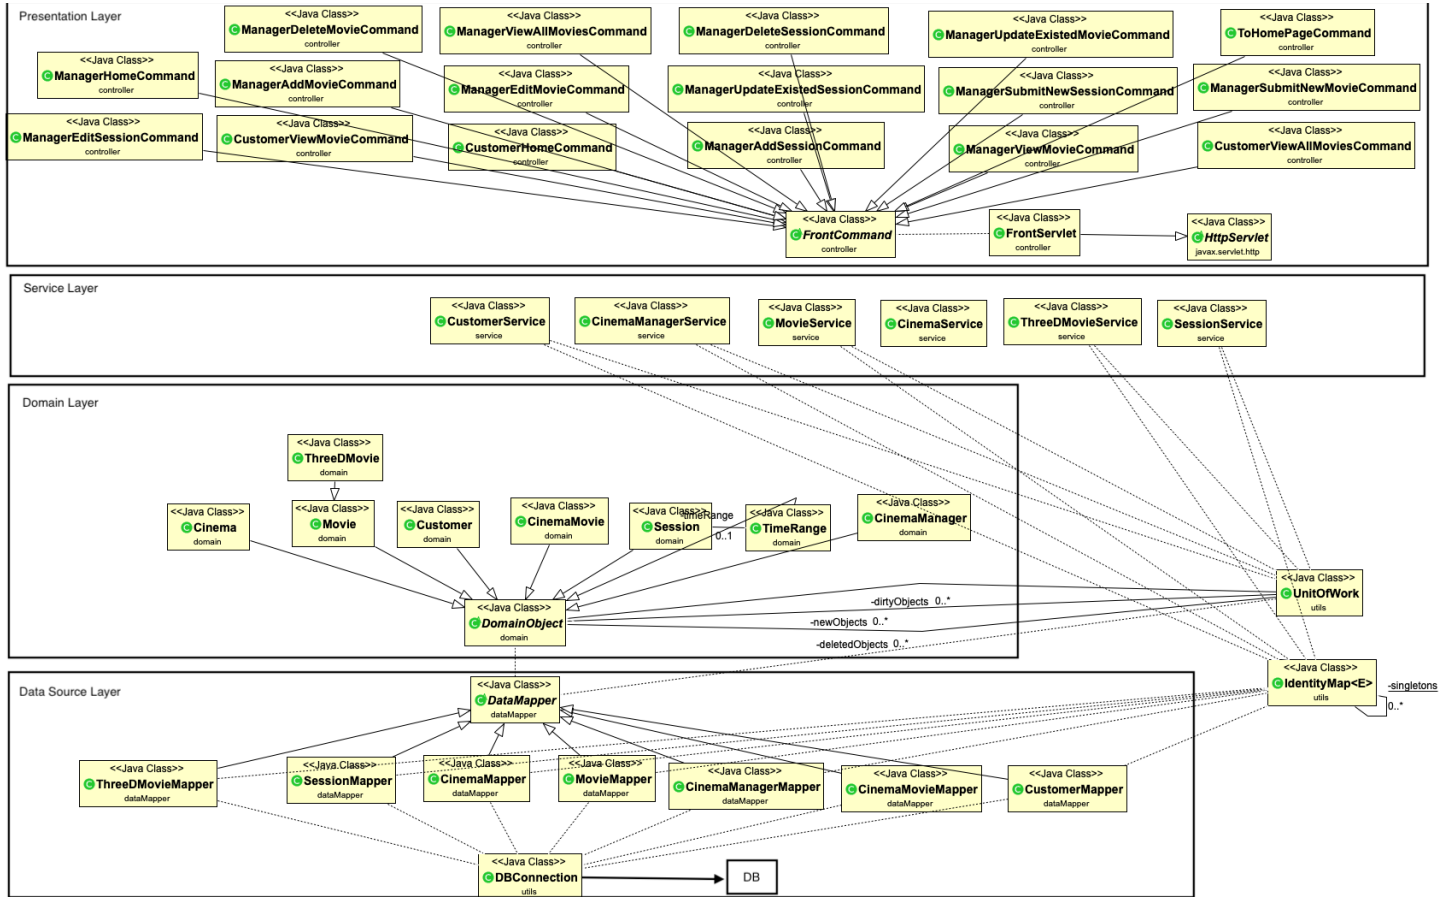 Presentation Layer
<<Java Class>>
ManagerDeleteMovieCommand
controller
<<Java Class>>
ManagerViewAllMoviesCommand
controller
<<Java Class>>
ManagerDeleteSessionCommand
controller
<<Java Class>>
ManagerUpdateExistedMovieCommand
controller
<<Java Class>>
ToHomePageCommand
controller
<<Java Class>>
ManagerHomeCommand
controller
<<Java Class>>
ManagerAddMovieCommand
controller
<<Java Class>>
ManagerEditMovieCommand
controller
<<Java Class>>
ManagerUpdateExistedSessionCommand
controller
<<Java Class>>
ManagerSubmitNewSessionCommand
controller
<<Java Class>>
ManagerSubmitNewMovieCommand
controller
<<Java Class>>
ManagerEditSessionCommand
controller
<<Java Class>>
CustomerViewMovieCommand
controller
<<Java Class>>
CustomerHomeCommand
controller
<<Java Class>>
ManagerAddSessionCommand
controller
<<Java Class>>
ManagerViewMovieCommand
controller
<<Java Class>>
CustomerViewAllMoviesCommand
controller
<<Java Class>>
FrontCommand
controller
<<Java Class>>
FrontServlet
controller
<<Java Class>>
HttpServlet
javax.servlet.http
Service Layer
<<Java Class>>
CustomerService
service
<<Java Class>>
CinemaManagerService
service
<<Java Class>>
MovieService
service
<<Java Class>>
CinemaService
service
<<Java Class>>
ThreeDMovieService
service
<<Java Class>>
SessionService
service
Domain Layer
<<Java Class>>
ThreeDMovie
domain
<<Java Class>>
Cinema
domain
<<Java Class>>
Movie
domain
<<Java Class>>
Customer
domain
<<Java Class>>
CinemaMovie
domain
<<Java Class>>
Session
domain
-timeRange
0..1
<<Java Class>>
TimeRange
domain
<<Java Class>>
CinemaManager
domain
<<Java Class>>
DomainObject
domain
-dirtyObjects 0..*
-newObjects 0..*
-deletedObjects 0..*
<<Java Class>>
UnitOfWork
utils
<<Java Class>>
IdentityMap<E>
utils
-singletons
0..*
Data Source Layer
<<Java Class>>
DataMapper
dataMapper
<<Java Class>>
ThreeDMovieMapper
dataMapper
<<Java Class>>
SessionMapper
dataMapper
<<Java Class>>
CinemaMapper
dataMapper
<<Java Class>>
MovieMapper
dataMapper
<<Java Class>>
CinemaManagerMapper
dataMapper
<<Java Class>>
CinemaMovieMapper
dataMapper
<<Java Class>>
CustomerMapper
dataMapper
<<Java Class>>
DBConnection
utils
DB